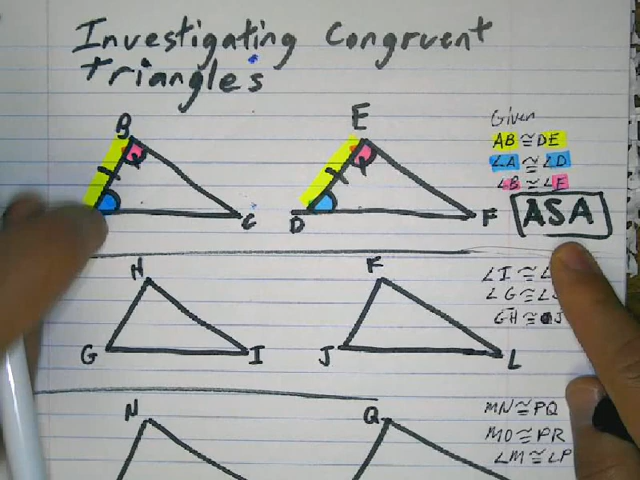 Investigating Congruent
Triangles
B
E
C
D
F
Given
AB ≅ DE
∠A ≅ ∠D
∠B ≅ ∠E
ASA
H
F
G
I
J
L
∠I ≅ ∠
∠G ≅ ∠
GH ≅ J
N
Q
MN ≅ PQ
MO ≅ PR
∠M ≅ ∠P